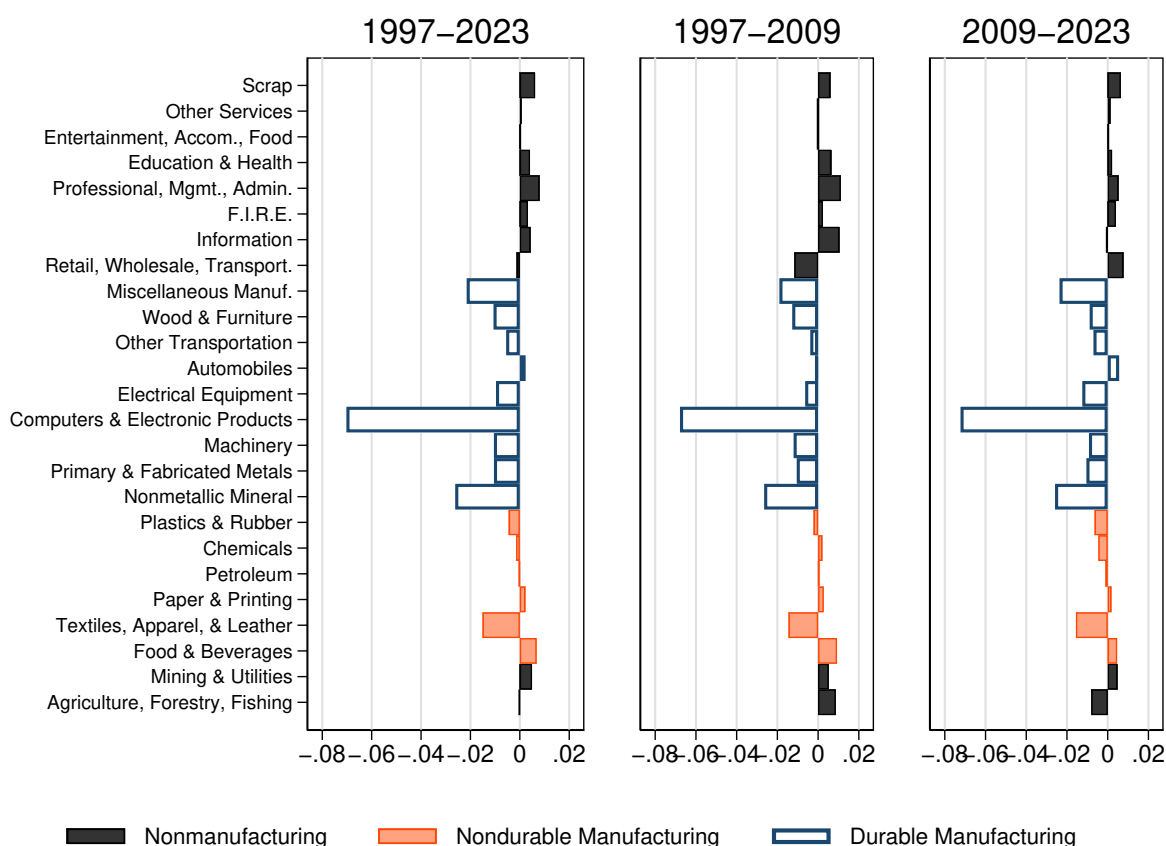 1997−2023
1997−2009
2009−2023
Scrap
Other Services
Entertainment, Accom., Food
Education & Health
Professional, Mgmt., Admin.
F.I.R.E.
Information
Retail, Wholesale, Transport.
Miscellaneous Manuf.
Wood & Furniture
Other Transportation
Automobiles
Electrical Equipment
Computers & Electronic Products
Machinery
Primary & Fabricated Metals
Nonmetallic Mineral
Plastics & Rubber
Chemicals
Petroleum
Paper & Printing
Textiles, Apparel, & Leather
Food & Beverages
Mining & Utilities
Agriculture, Forestry, Fishing
−.08 −.06 −.04 −.02 0 .02
−.08 −.06 −.04 −.02 0 .02
−.08 −.06 −.04 −.02 0 .02
Nonmanufacturing
Nondurable Manufacturing
Durable Manufacturing